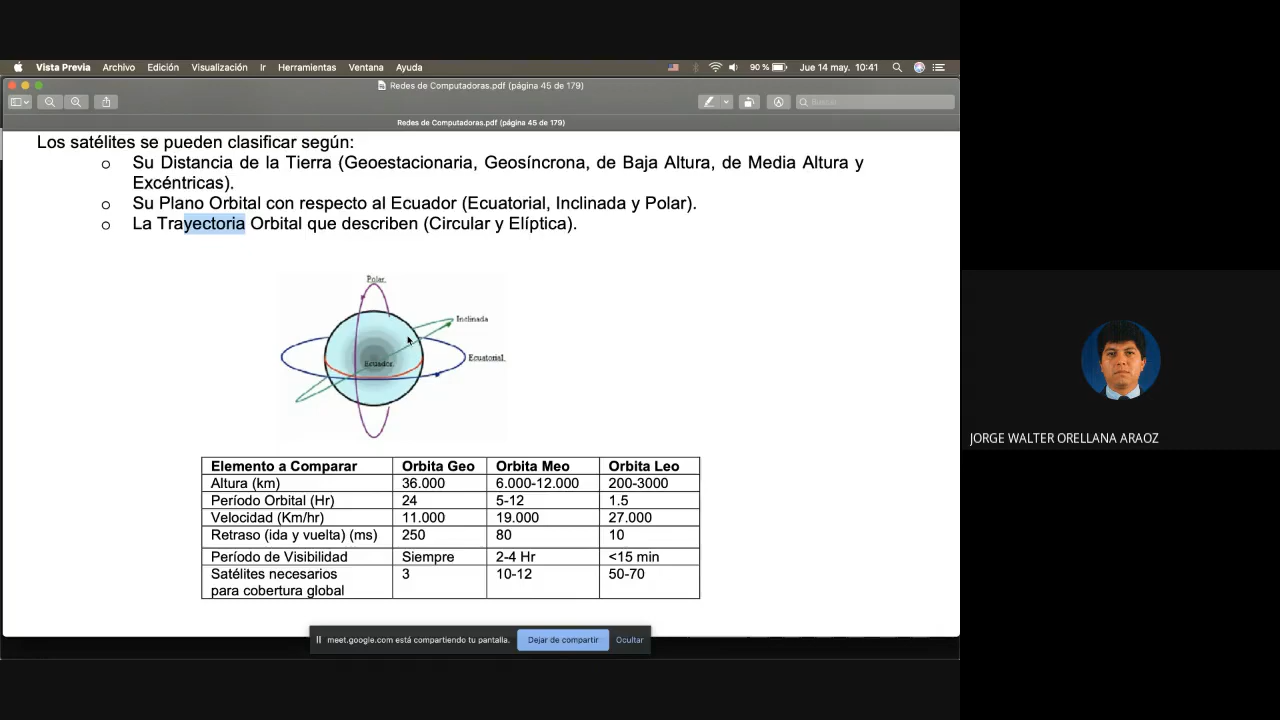 Vista Previa Archivo Edición Visualización Ir Herramientas Ventana Ayuda 90 % Jue 14 may. 10:41
Redes de Computadoras.pdf (página 45 de 179)
Buscar
Redes de Computadoras.pdf (página 45 de 179)
Los satélites se pueden clasificar según:
o Su Distancia de la Tierra (Geoestacionaria, Geosíncrona, de Baja Altura, de Media Altura y
Excéntricas).
o Su Plano Orbital con respecto al Ecuador (Ecuatorial, Inclinada y Polar).
o La Trayectoria Orbital que describen (Circular y Elíptica).
Polar
Inclinada
Ecuatorial
Ecuador
Elemento a Comparar Orbita Geo Orbita Meo Orbita Leo
Altura (km) 36.000 6.000-12.000 200-3000
Período Orbital (Hr) 24 5-12 1.5
Velocidad (Km/hr) 11.000 19.000 27.000
Retraso (ida y vuelta) (ms) 250 80 10
Período de Visibilidad Siempre 2-4 Hr <15 min
Satélites necesarios 3 10-12 50-70
para cobertura global
meet.google.com está compartiendo tu pantalla. Dejar de compartir Ocultar
JORGE WALTER ORELLANA ARAOZ